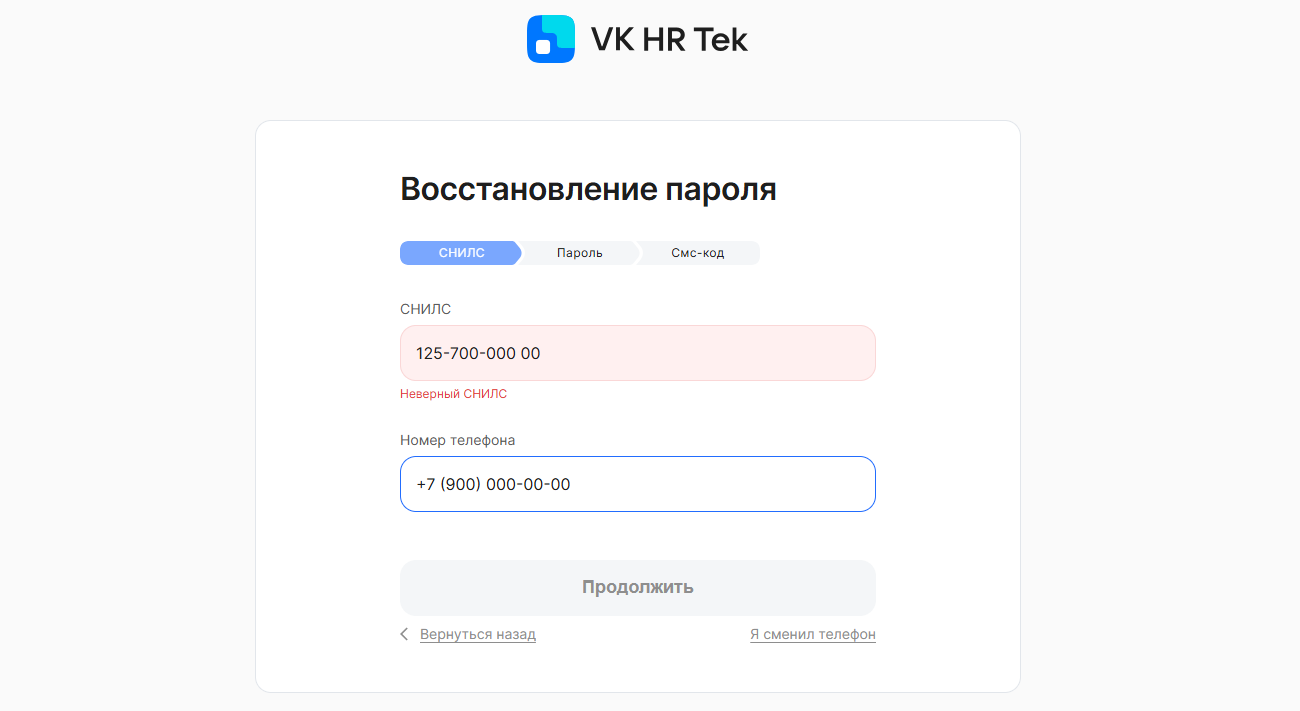 VK HR Tek
Восстановление пароля
СНИЛС Пароль Смс-код
СНИЛС
125-700-000 00
Неверный СНИЛС
Номер телефона
+7 (900) 000-00-00
Продолжить
Вернуться назад Я сменил телефон